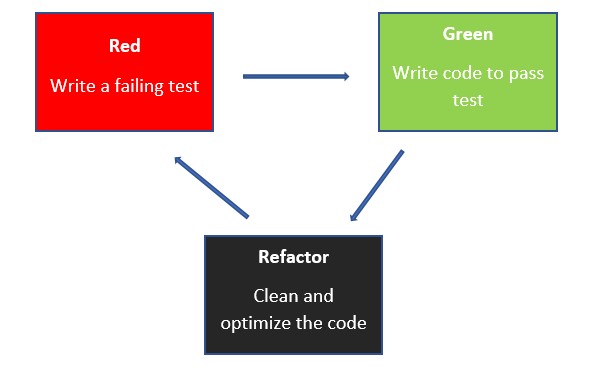 Red
Write a failing test
Green
Write code to pass
test
Refactor
Clean and
optimize the code